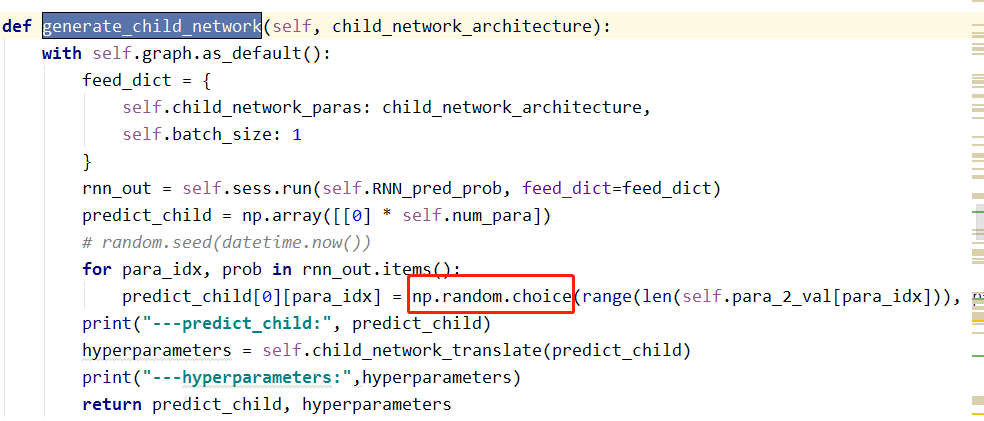 def generate_child_network(self, child_network_architecture):
    with self.graph.as_default():
        feed_dict = {
            self.child_network_paras: child_network_architecture,
            self.batch_size: 1
        }
        rnn_out = self.sess.run(self.RNN_pred_prob, feed_dict=feed_dict)
        predict_child = np.array([[0] * self.num_para])
        # random.seed(datetime.now())
        for para_idx, prob in rnn_out.items():
            predict_child[0][para_idx] = np.random.choice(range(len(self.para_2_val[para_idx])),
        print("---predict_child:", predict_child)
        hyperparameters = self.child_network_translate(predict_child)
        print("---hyperparameters:",hyperparameters)
        return predict_child, hyperparameters